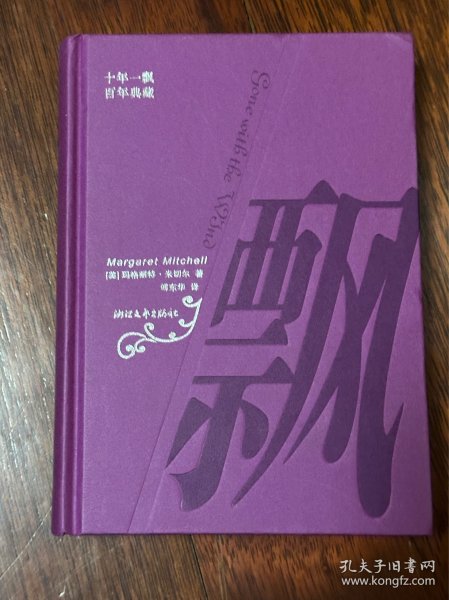 十年一飘
百年典藏
Gone with the Wind
飘
Margaret Mitchell
[美]玛格丽特·米切尔 著
傅东华 译
浙江文艺出版社
孔夫子旧书网
www.kongfz.com